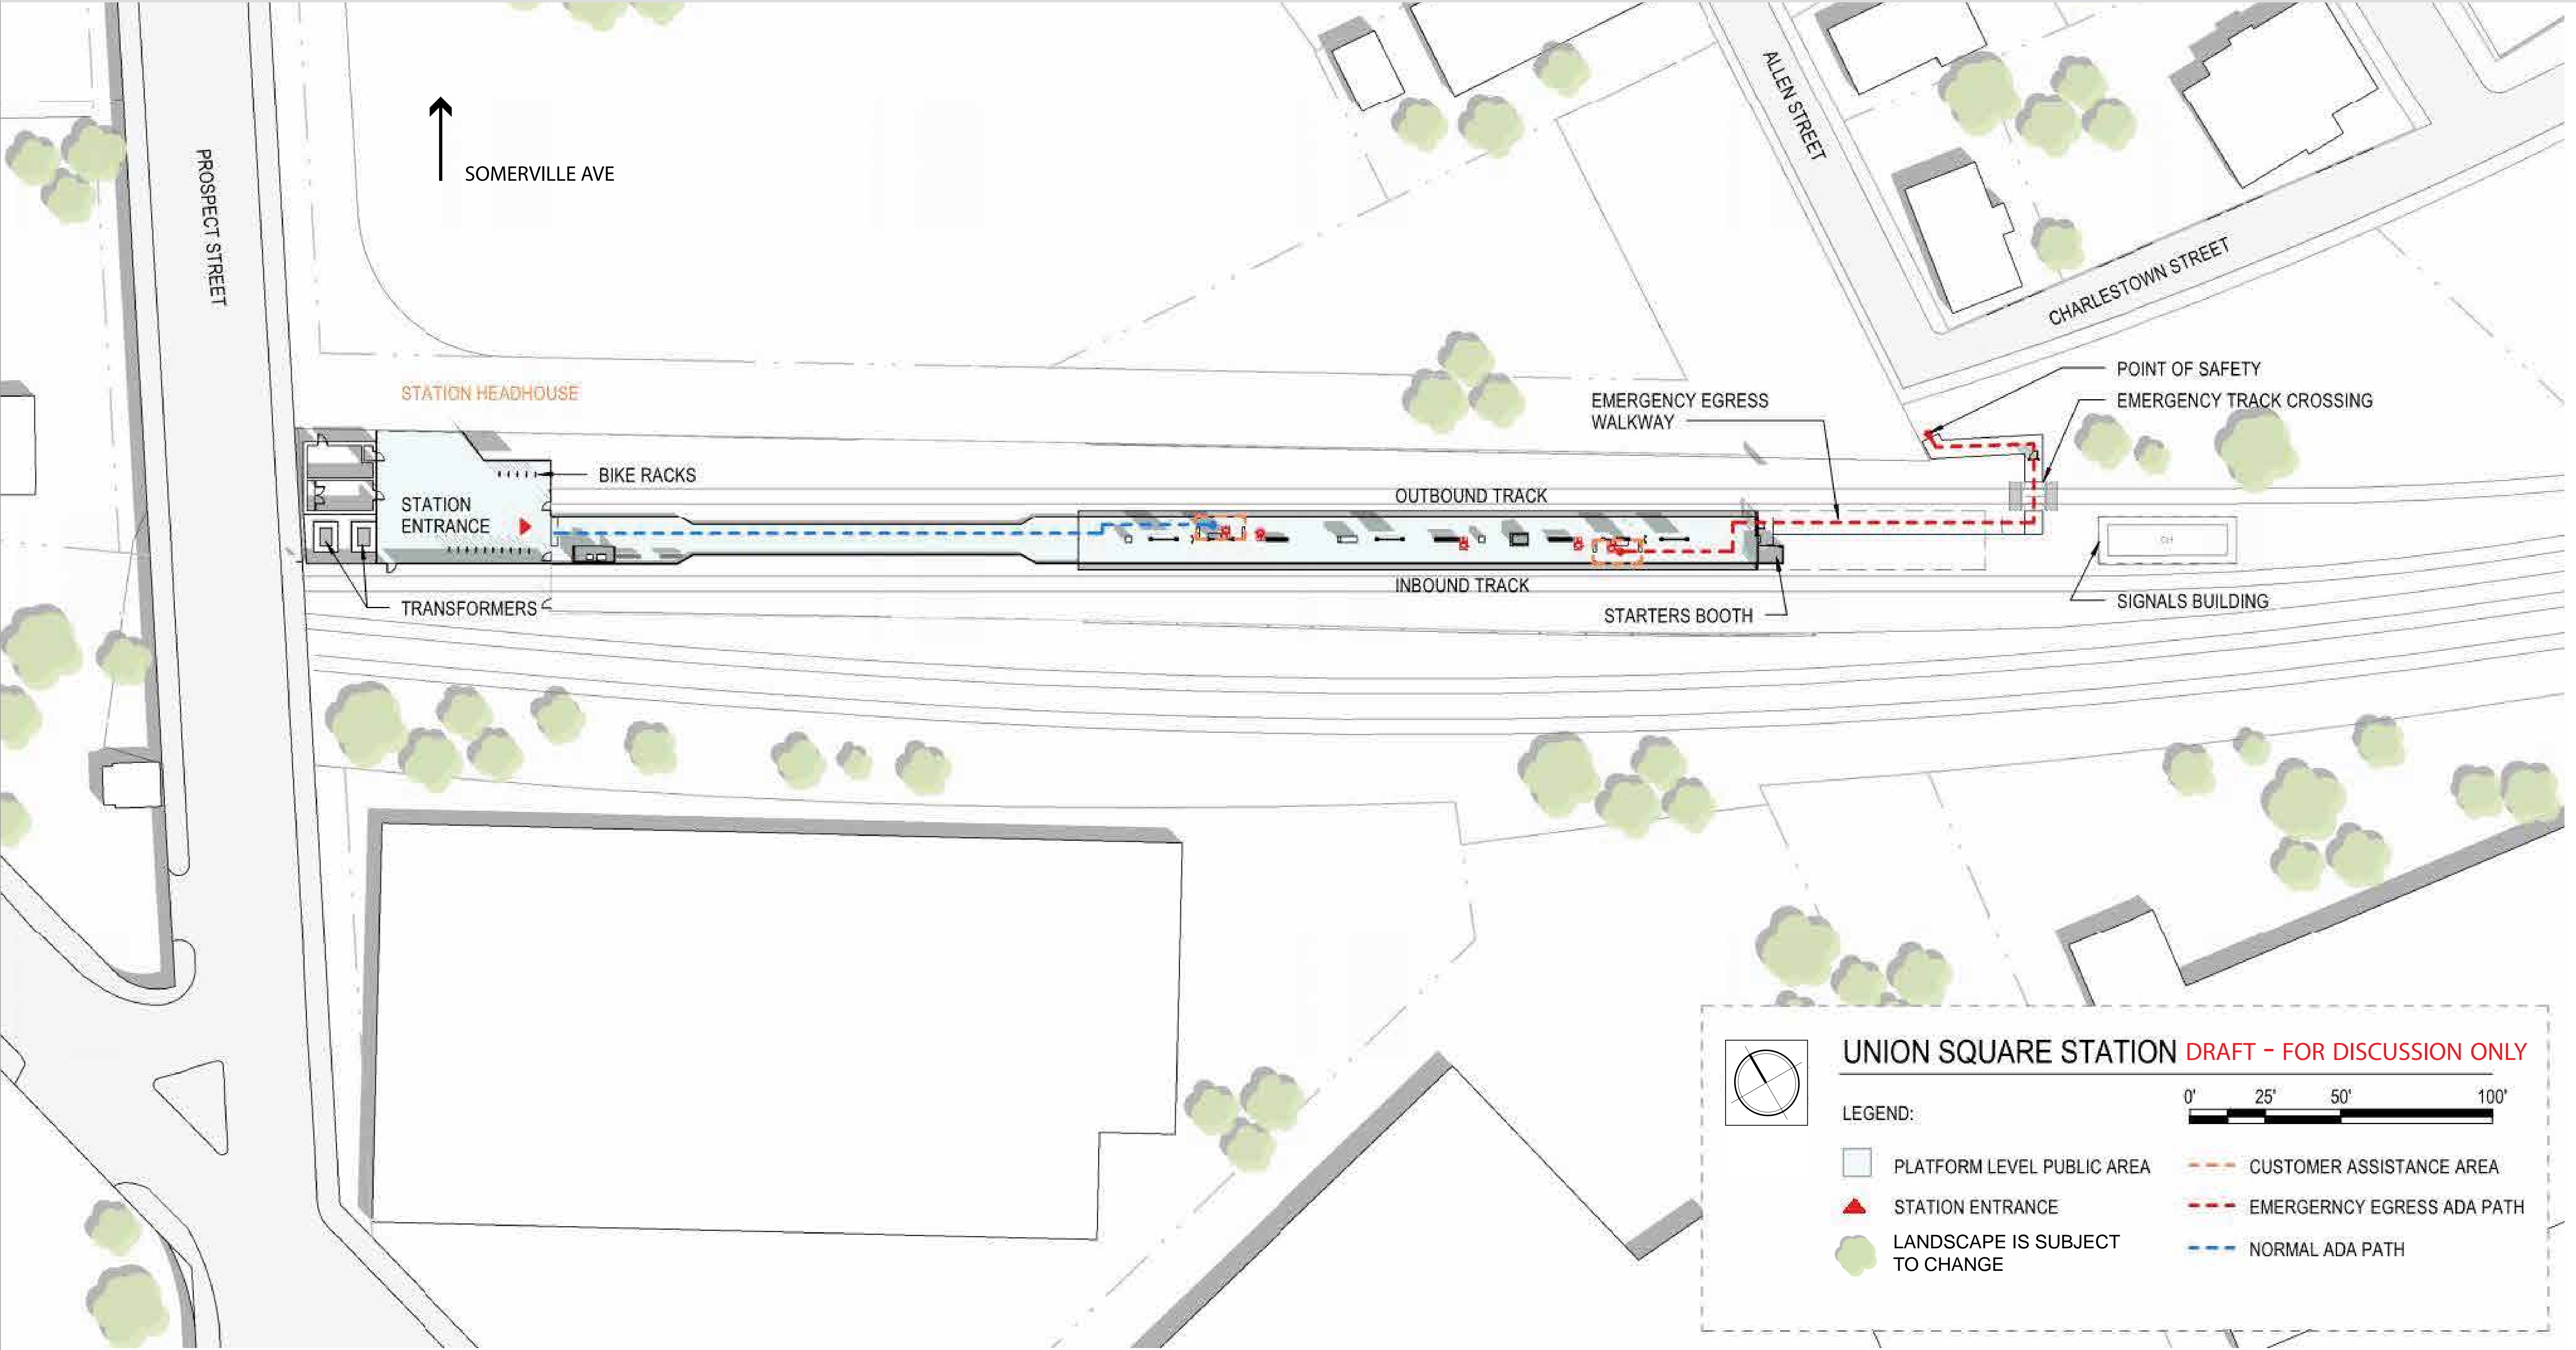 SOMERVILLE AVE
PROSPECT STREET
ALLEN STREET
CHARLESTOWN STREET
STATION HEADHOUSE
POINT OF SAFETY
EMERGENCY TRACK CROSSING
EMERGENCY EGRESS
WALKWAY
BIKE RACKS
OUTBOUND TRACK
STATION
ENTRANCE
INBOUND TRACK
TRANSFORMERS
STARTERS BOOTH
SIGNALS BUILDING
UNION SQUARE STATION DRAFT - FOR DISCUSSION ONLY
0' 25' 50' 100'
LEGEND:
PLATFORM LEVEL PUBLIC AREA
STATION ENTRANCE
LANDSCAPE IS SUBJECT
TO CHANGE
CUSTOMER ASSISTANCE AREA
EMERGERNCY EGRESS ADA PATH
NORMAL ADA PATH